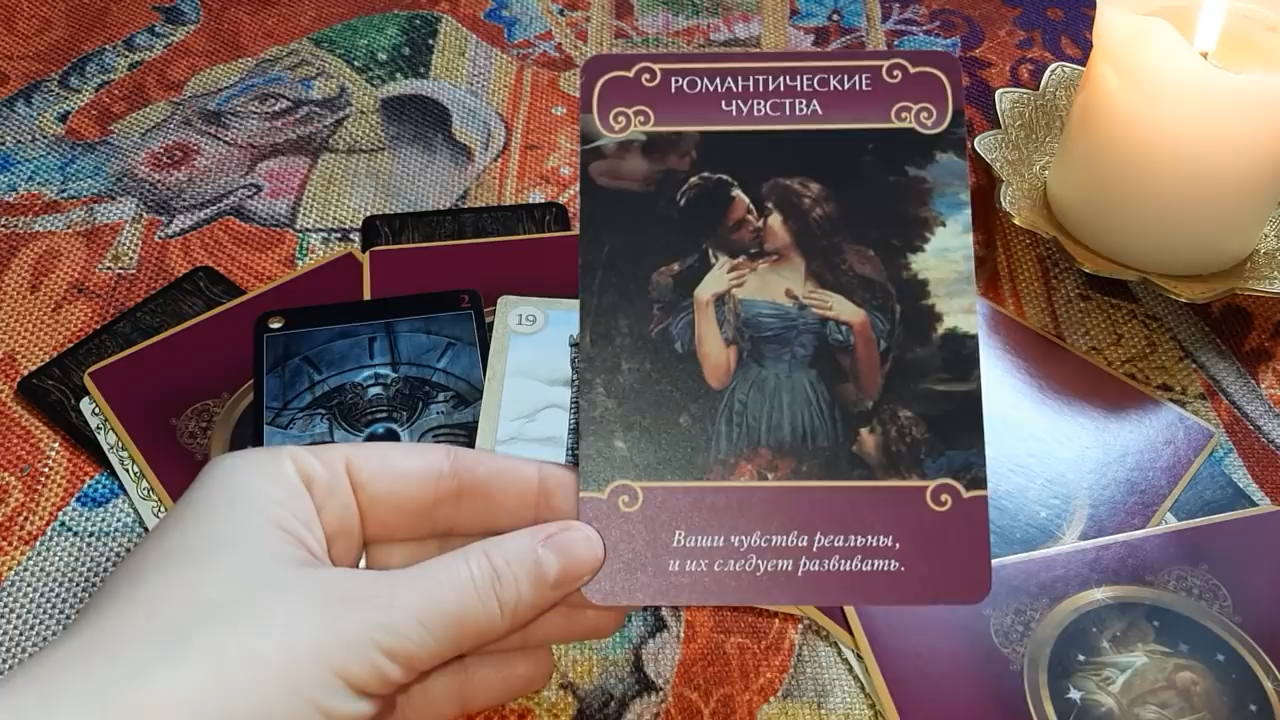 РОМАНТИЧЕСКИЕ
ЧУВСТВА
2
19
Ваши чувства реальны,
и их следует развивать.